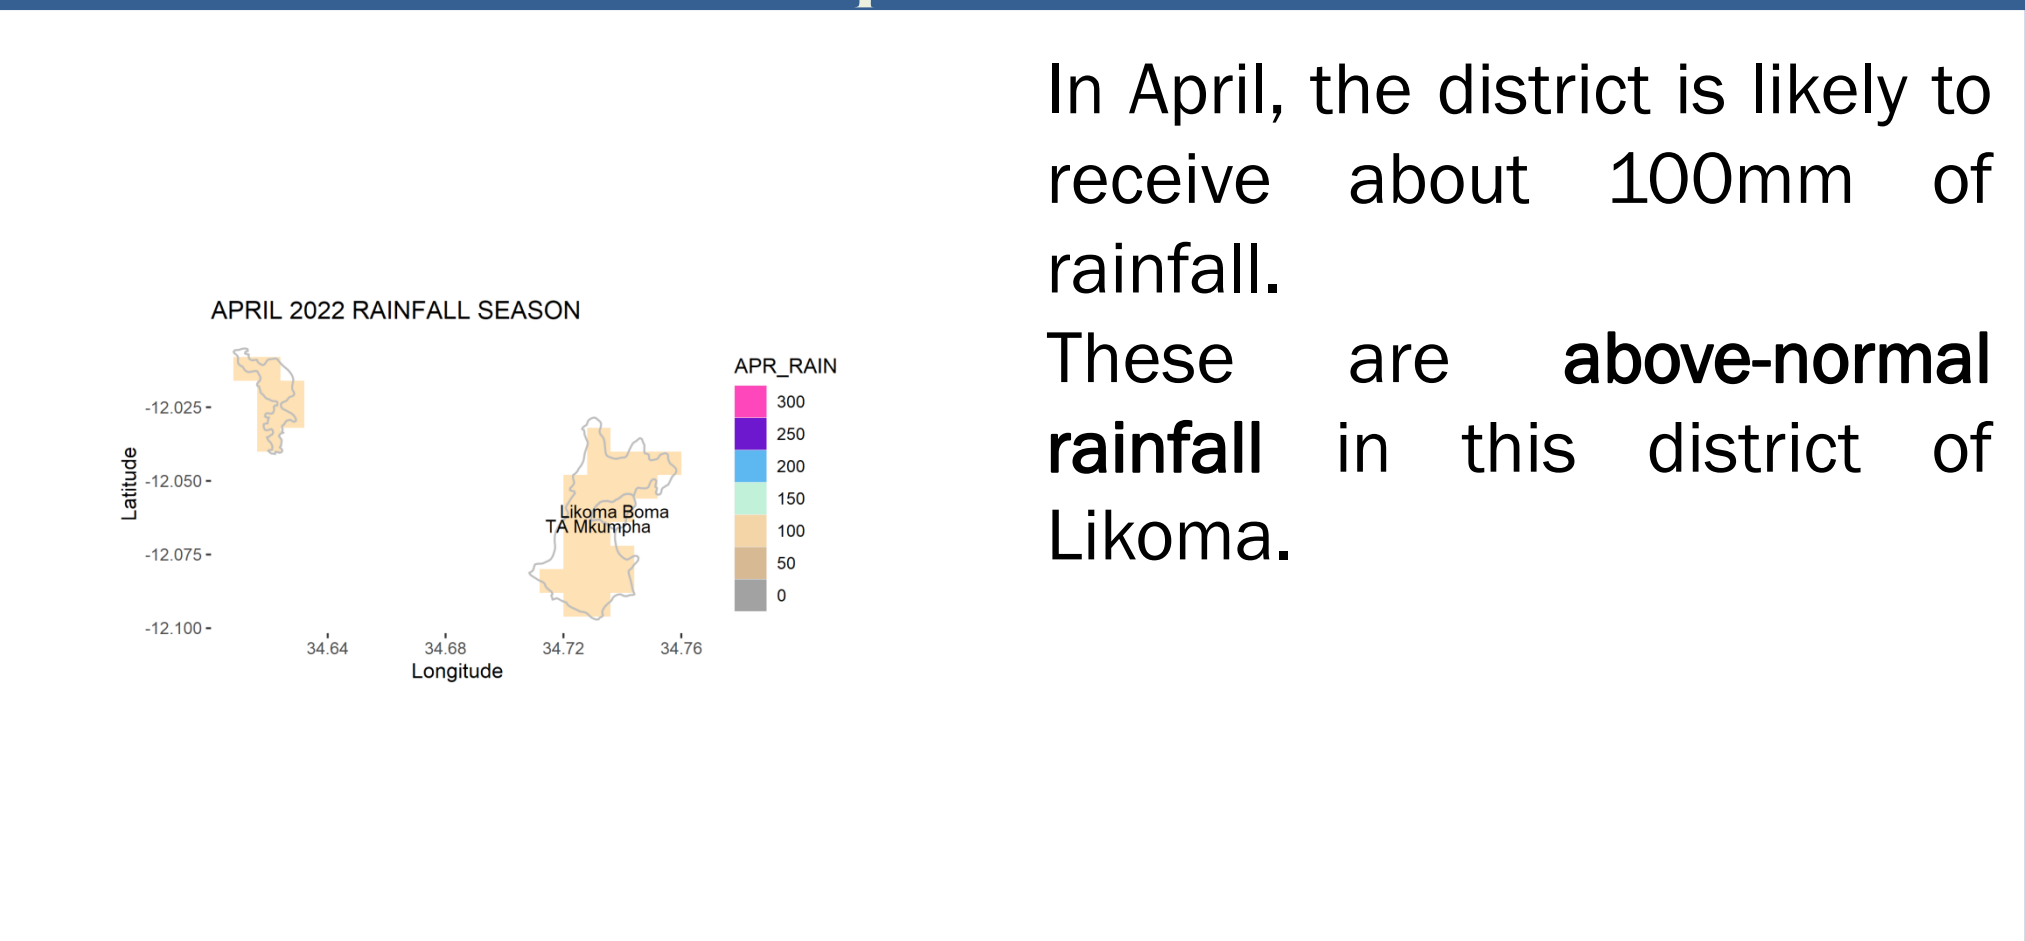 APRIL 2022 RAINFALL SEASON
Latitude
-12.025
-12.050
-12.075
-12.100
Likoma Boma
TA Mkumpha
34.64
34.68
34.72
34.76
Longitude
APR_RAIN
300
250
200
150
100
50
0
In April, the district is likely to
receive about 100mm of
rainfall.
These are above-normal
rainfall in this district of
Likoma.